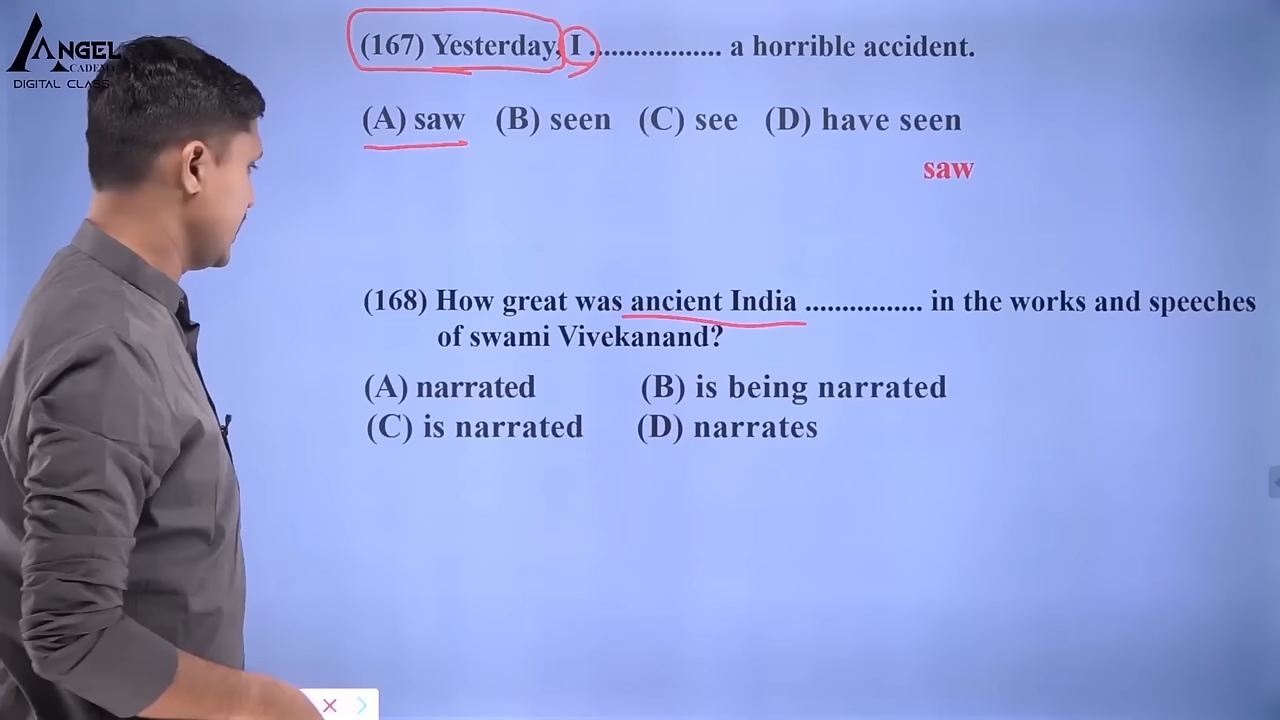 ANGEL
ACADEMY
DIGITAL CLASS
(167) Yesterday, I .................. a horrible accident.
(A) saw (B) seen (C) see (D) have seen
saw
(168) How great was ancient India ................ in the works and speeches
of swami Vivekanand?
(A) narrated (B) is being narrated
(C) is narrated (D) narrates